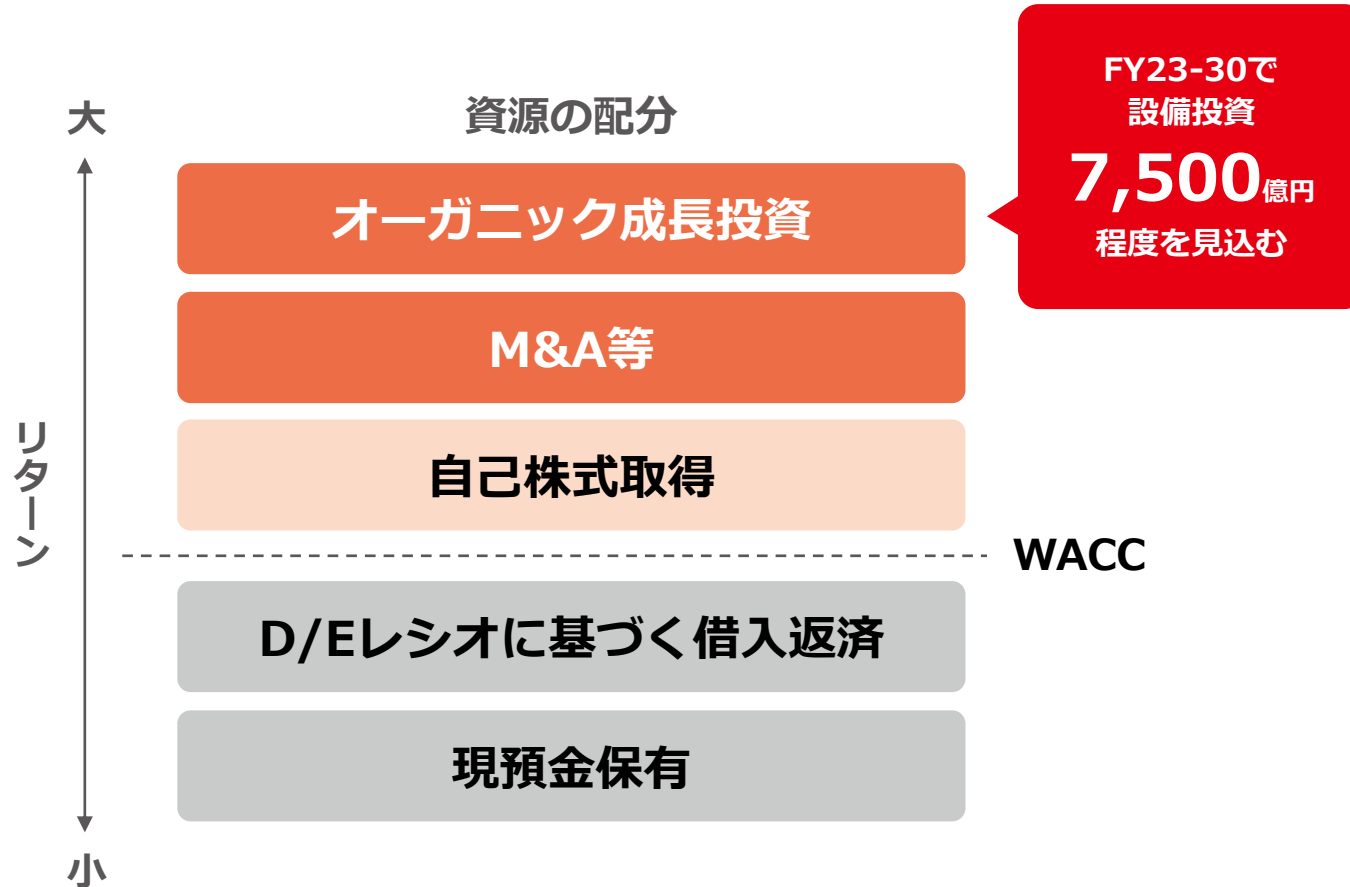 資源の配分
大
リターン
小
オーガニック成長投資
M&A等
自己株式取得
WACC
D/Eレシオに基づく借入返済
現預金保有
FY23-30で
設備投資
7,500億円
程度を見込む